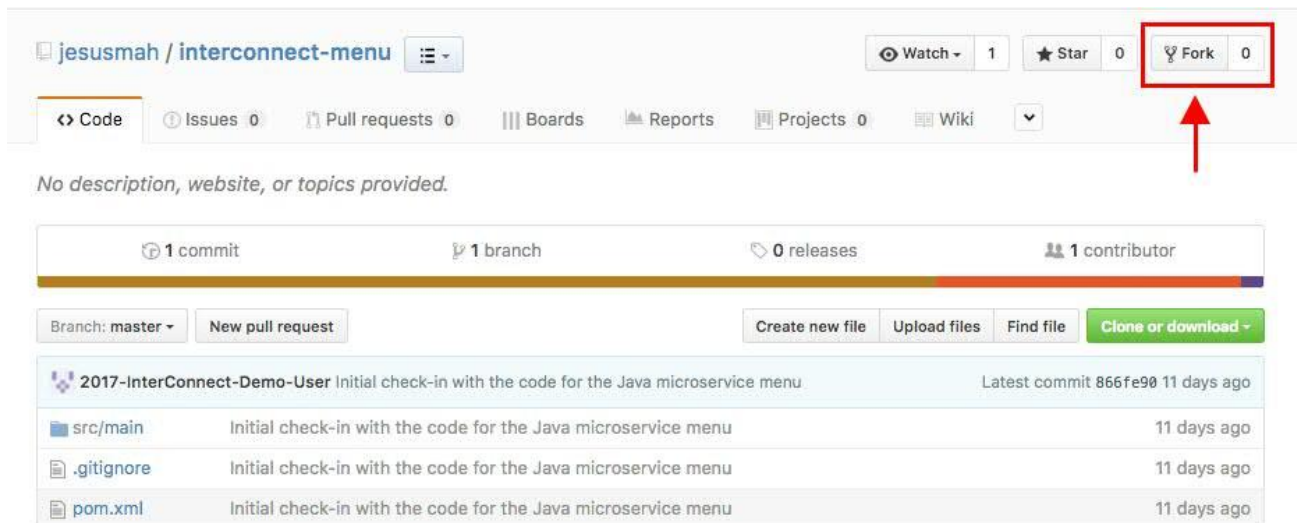 jesusmah / interconnect-menu Watch 1 Star 0 Fork 0
Code Issues 0 Pull requests 0 Boards Reports Projects 0 Wiki
No description, website, or topics provided.
1 commit 1 branch 0 releases 1 contributor
Branch: master New pull request Create new file Upload files Find file Clone or download
2017-InterConnect-Demo-User Initial check-in with the code for the Java microservice menu Latest commit 866fe90 11 days ago
src/main Initial check-in with the code for the Java microservice menu 11 days ago
.gitignore Initial check-in with the code for the Java microservice menu 11 days ago
pom.xml Initial check-in with the code for the Java microservice menu 11 days ago